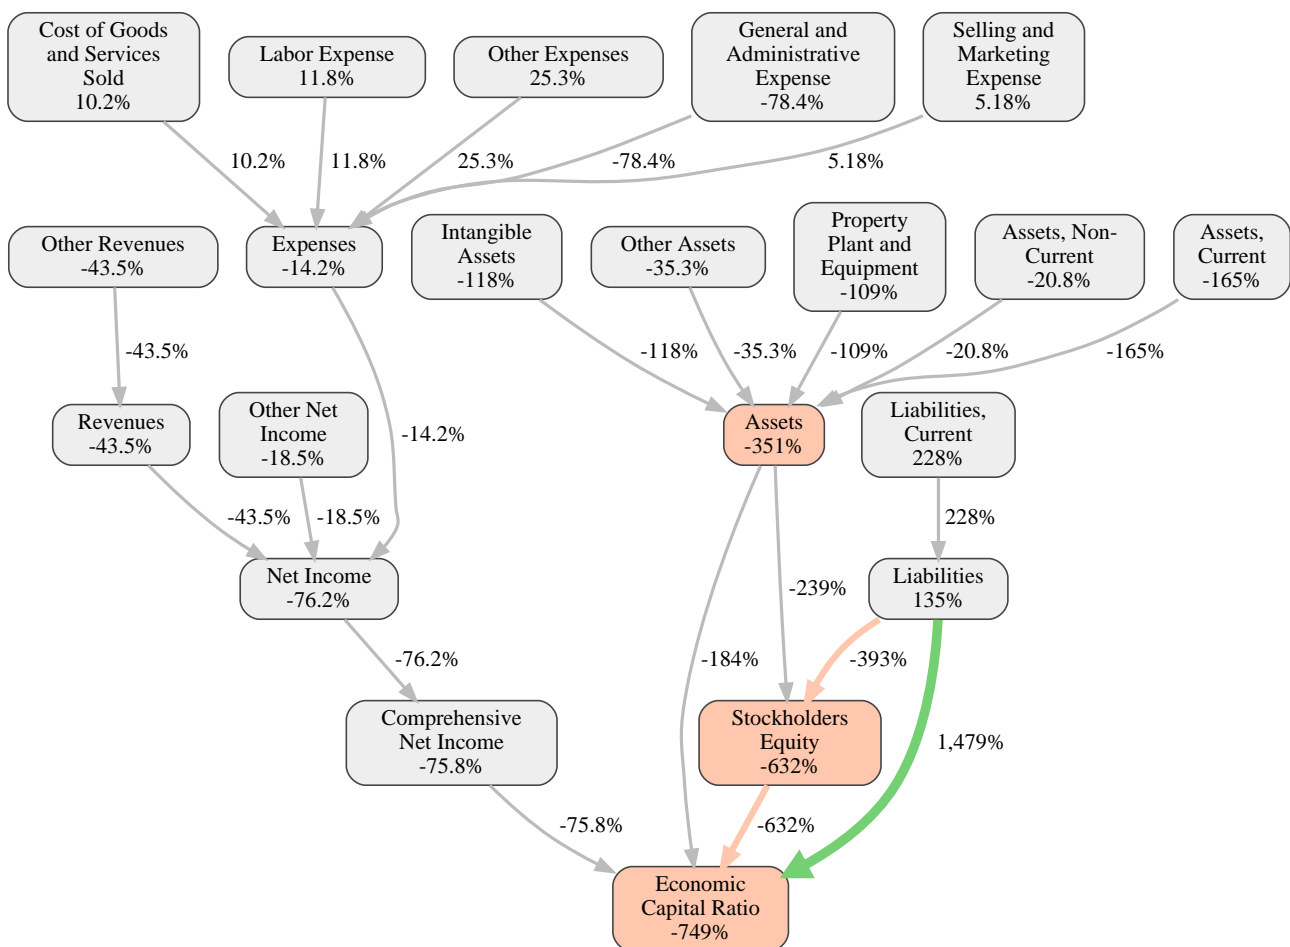 Cost of Goods
and Services
Sold
10.2%
Labor Expense
11.8%
Other Expenses
25.3%
General and
Administrative
Expense
-78.4%
Selling and
Marketing
Expense
5.18%
10.2%
11.8%
25.3%
-78.4%
5.18%
Other Revenues
-43.5%
Expenses
-14.2%
Intangible
Assets
-118%
Other Assets
-35.3%
Property
Plant and
Equipment
-109%
Assets, Non-
Current
-20.8%
Assets,
Current
-165%
-43.5%
-118%
-35.3%
-109%
-20.8%
-165%
Revenues
-43.5%
Other Net
Income
-18.5%
-14.2%
Assets
-351%
Liabilities,
Current
228%
-43.5%
-18.5%
228%
Net Income
-76.2%
-239%
Liabilities
135%
-76.2%
-184%
-393%
Comprehensive
Net Income
-75.8%
Stockholders
Equity
-632%
1,479%
-75.8%
-632%
Economic
Capital Ratio
-749%